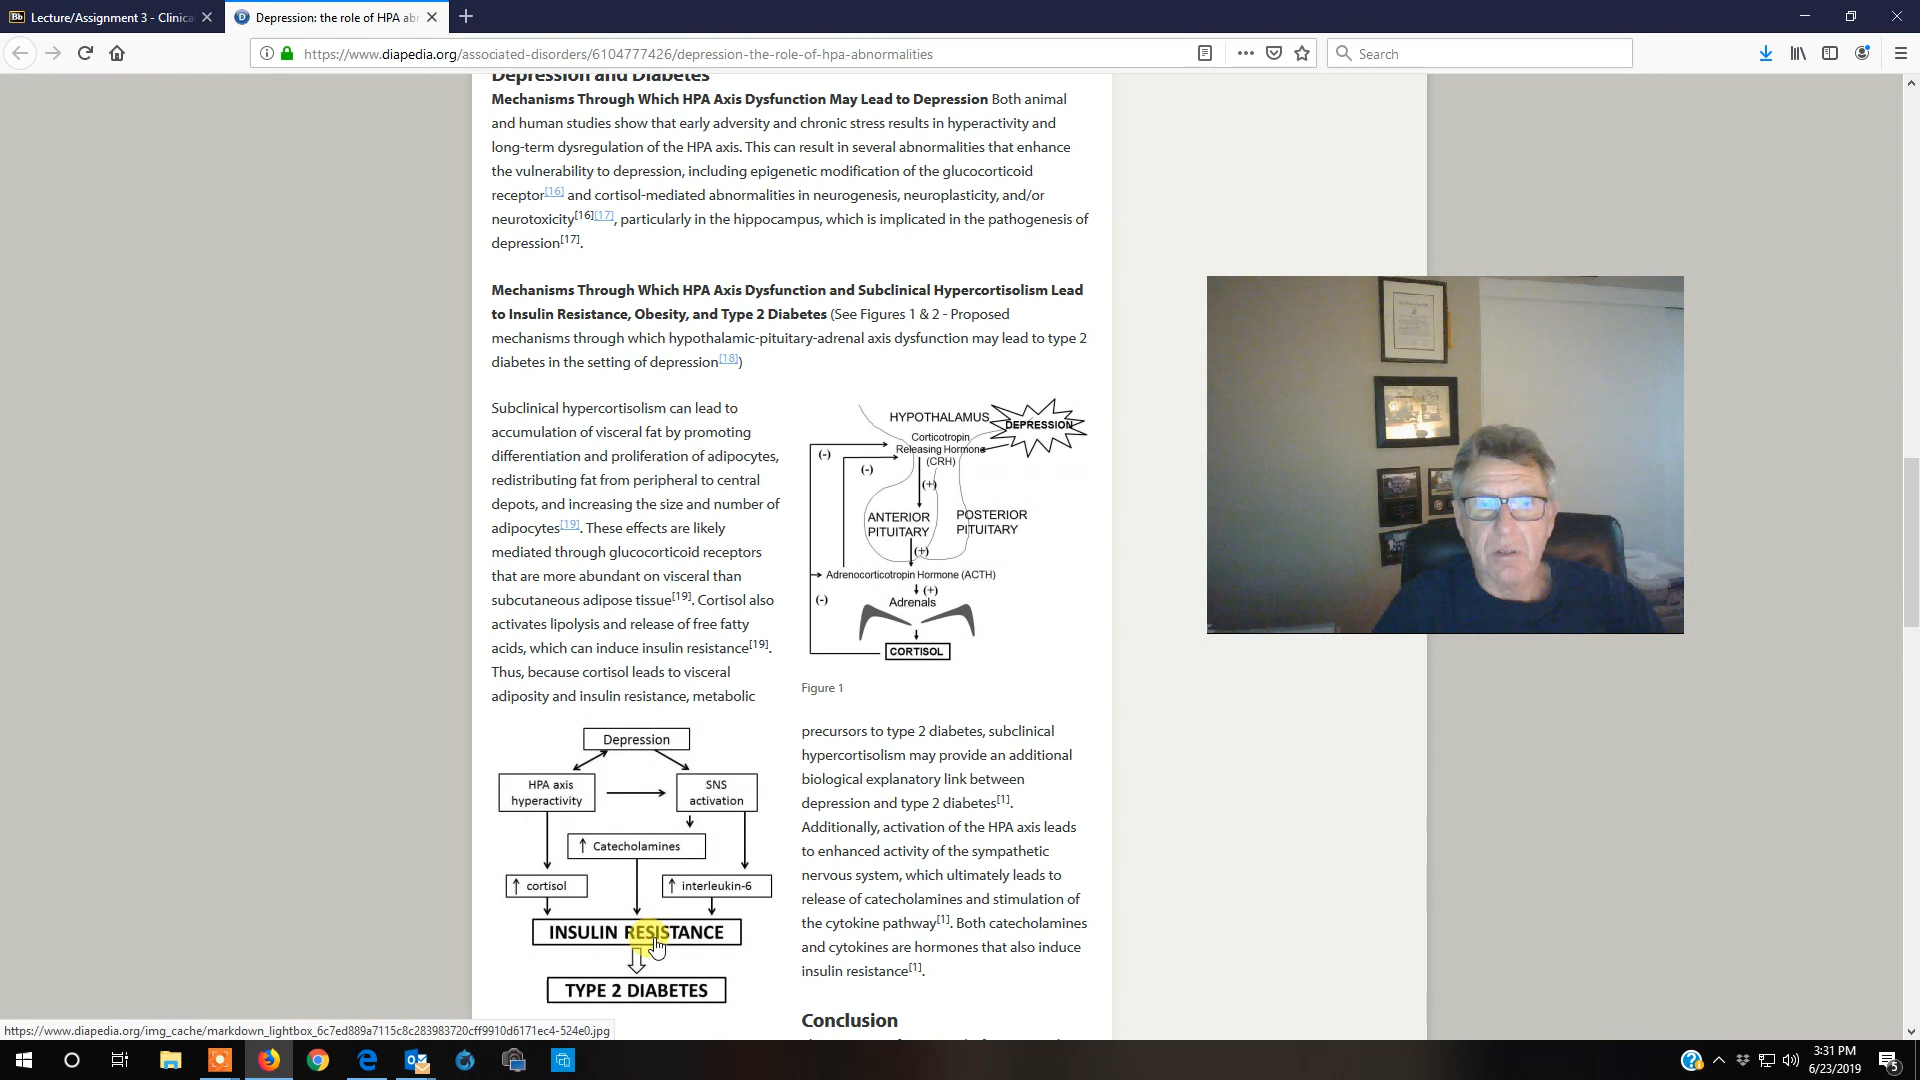 Lecture/Assignment 3 - Clinica
Depression: the role of HPA ab
https://www.diapedia.org/associated-disorders/6104777426/depression-the-role-of-hpa-abnormalities
Search
Depression and Diabetes
Mechanisms Through Which HPA Axis Dysfunction May Lead to Depression Both animal
and human studies show that early adversity and chronic stress results in hyperactivity and
long-term dysregulation of the HPA axis. This can result in several abnormalities that enhance
the vulnerability to depression, including epigenetic modification of the glucocorticoid
receptor[16] and cortisol-mediated abnormalities in neurogenesis, neuroplasticity, and/or
neurotoxicity[16][17], particularly in the hippocampus, which is implicated in the pathogenesis of
depression[17].
Mechanisms Through Which HPA Axis Dysfunction and Subclinical Hypercortisolism Lead
to Insulin Resistance, Obesity, and Type 2 Diabetes (See Figures 1 & 2 - Proposed
mechanisms through which hypothalamic-pituitary-adrenal axis dysfunction may lead to type 2
diabetes in the setting of depression[18])
Subclinical hypercortisolism can lead to
accumulation of visceral fat by promoting
differentiation and proliferation of adipocytes,
redistributing fat from peripheral to central
depots, and increasing the size and number of
adipocytes[19]. These effects are likely
mediated through glucocorticoid receptors
that are more abundant on visceral than
subcutaneous adipose tissue[19]. Cortisol also
activates lipolysis and release of free fatty
acids, which can induce insulin resistance[19].
Thus, because cortisol leads to visceral
adiposity and insulin resistance, metabolic
HYPOTHALAMUS
DEPRESSION
Corticotropin
Releasing Hormone
(CRH)
(-)
(-)
(+)
ANTERIOR
PITUITARY
POSTERIOR
PITUITARY
(+)
Adrenocorticotropin Hormone (ACTH)
(+)
(-)
Adrenals
CORTISOL
Figure 1
Depression
HPA axis
hyperactivity
SNS
activation
↑ Catecholamines
↑ cortisol
↑ interleukin-6
INSULIN RESISTANCE
TYPE 2 DIABETES
precursors to type 2 diabetes, subclinical
hypercortisolism may provide an additional
biological explanatory link between
depression and type 2 diabetes[1].
Additionally, activation of the HPA axis leads
to enhanced activity of the sympathetic
nervous system, which ultimately leads to
release of catecholamines and stimulation of
the cytokine pathway[1]. Both catecholamines
and cytokines are hormones that also induce
insulin resistance[1].
Conclusion
https://www.diapedia.org/img_cache/markdown_lightbox_6c7ed889a7115c8c283983720cff9910d6171ec4-524e0.jpg
3:31 PM
6/23/2019
5